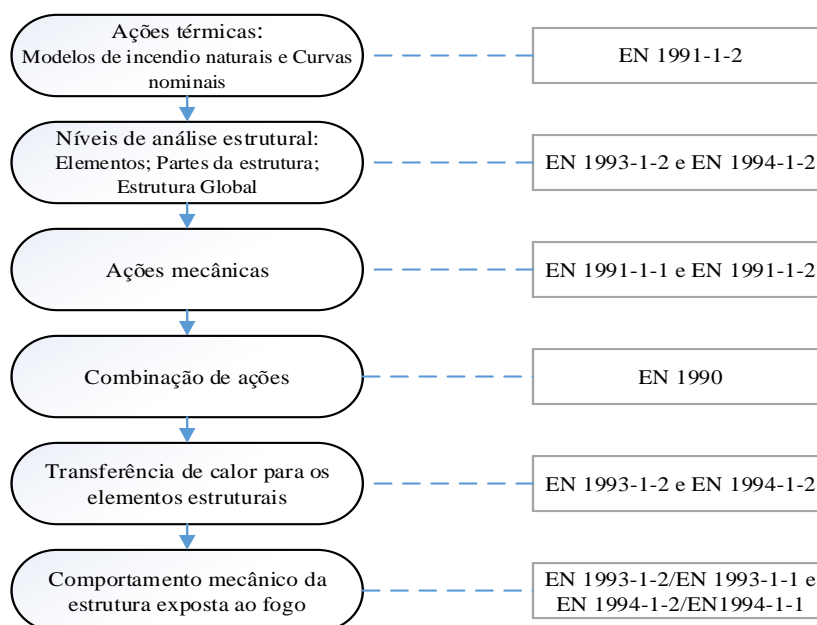 Ações térmicas:
Modelos de incendio naturais e Curvas
nominais
EN 1991-1-2
Níveis de análise estrutural:
Elementos; Partes da estrutura;
Estrutura Global
EN 1993-1-2 e EN 1994-1-2
Ações mecânicas
EN 1991-1-1 e EN 1991-1-2
Combinação de ações
EN 1990
Transferência de calor para os
elementos estruturais
EN 1993-1-2 e EN 1994-1-2
Comportamento mecânico da
estrutura exposta ao fogo
EN 1993-1-2/EN 1993-1-1 e
EN 1994-1-2/EN1994-1-1